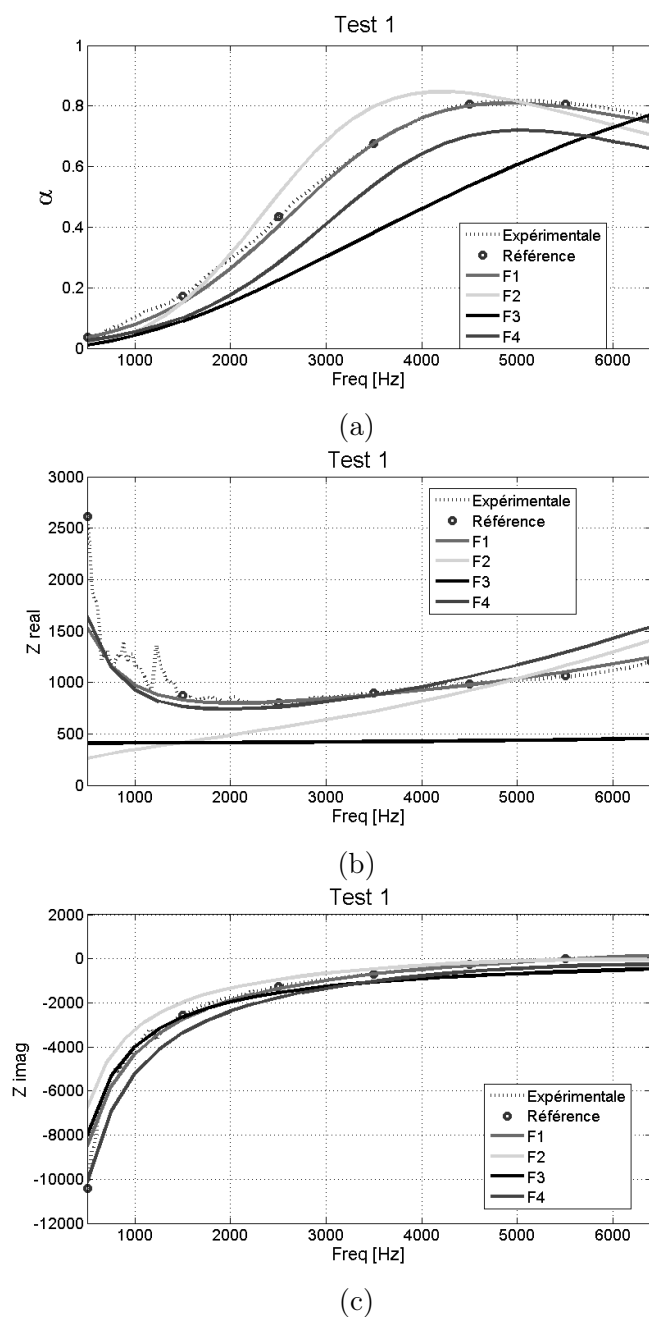 Test 1
1
0.8
0.6
0.4
0.2
0
α
Expérimentale
Référence
F1
F2
F3
F4
1000 2000 3000 4000 5000 6000
Freq [Hz]
(a)
Test 1
3000
2500
2000
1500
1000
500
0
Z real
Expérimentale
Référence
F1
F2
F3
F4
1000 2000 3000 4000 5000 6000
Freq [Hz]
(b)
Test 1
2000
0
-2000
-4000
-6000
-8000
-10000
-12000
Z imag
Expérimentale
Référence
F1
F2
F3
F4
1000 2000 3000 4000 5000 6000
Freq [Hz]
(c)